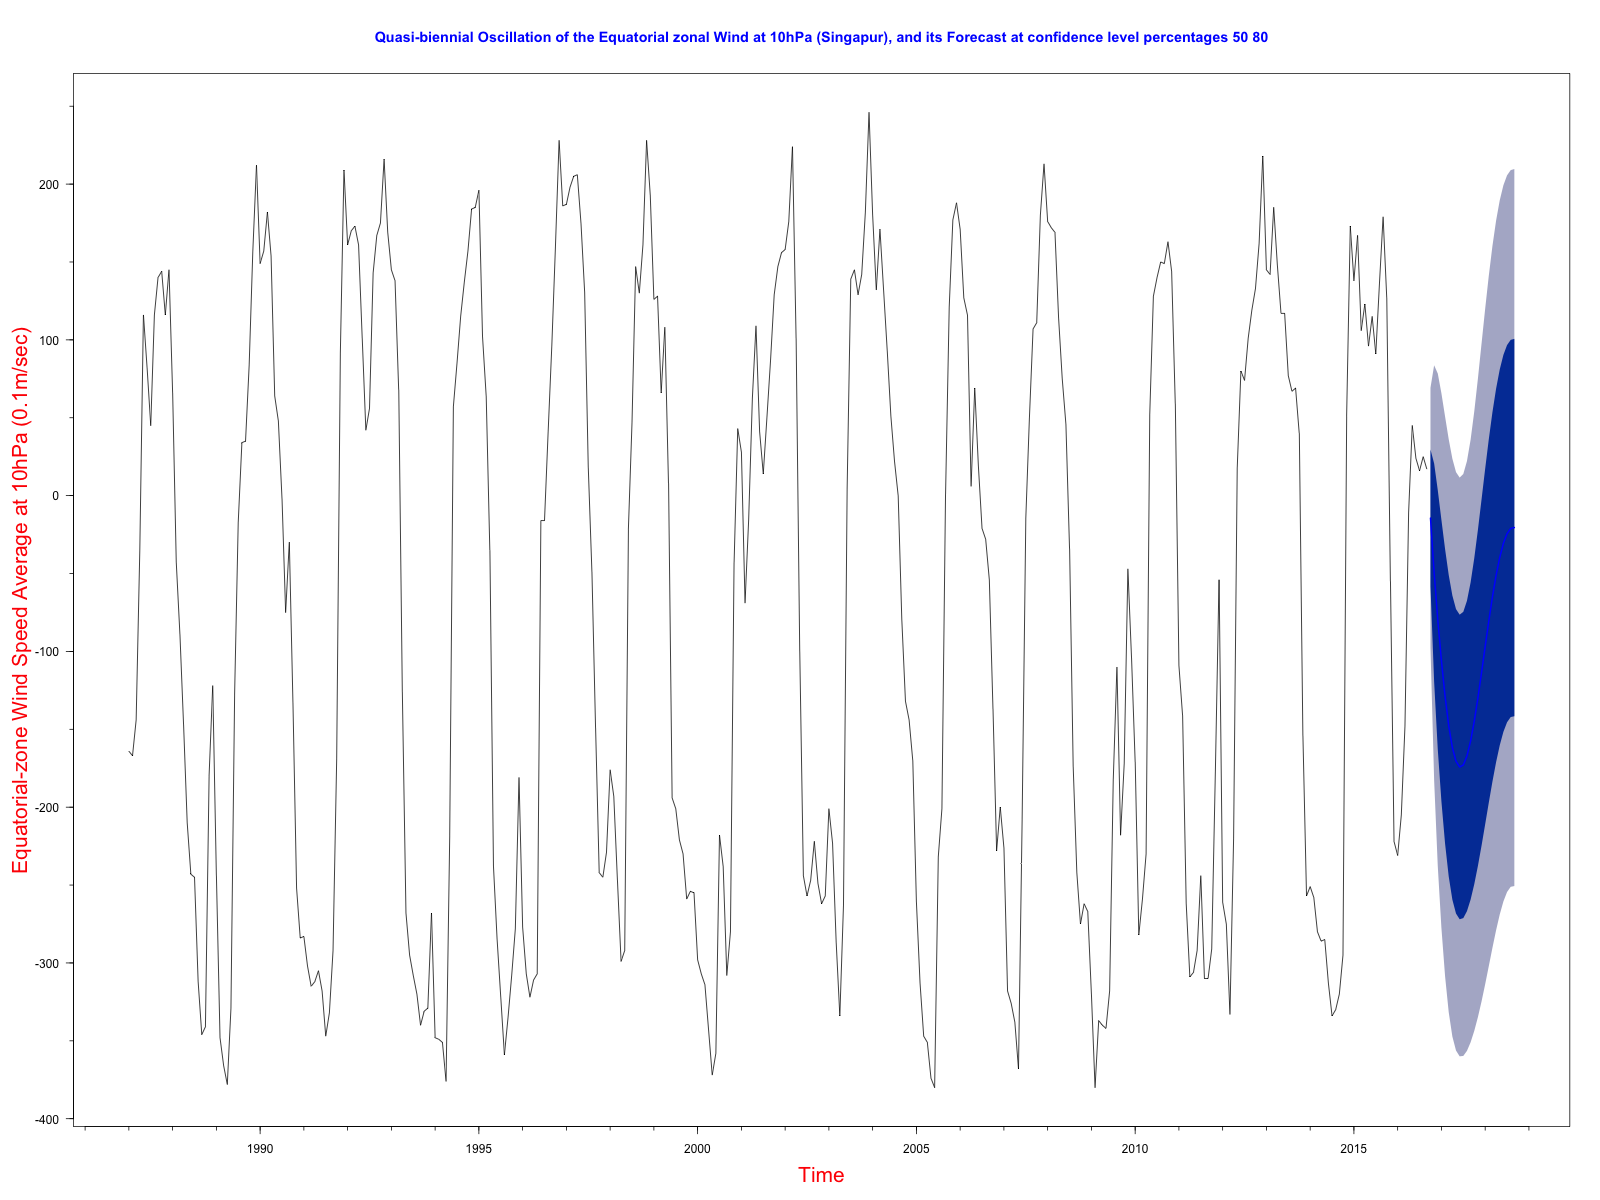 Quasi-biennial Oscillation of the Equatorial zonal Wind at 10hPa (Singapur), and its Forecast at confidence level percentages 50 80
Equatorial-zone Wind Speed Average at 10hPa (0.1m/sec)
200
100
0
-100
-200
-300
-400
1990 1995 2000 2005 2010 2015
Time